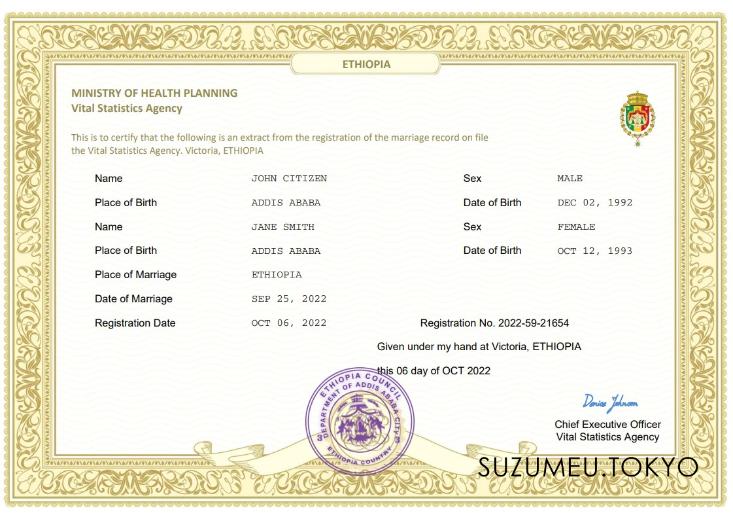 ETHIOPIA
MINISTRY OF HEALTH PLANNING
Vital Statistics Agency
This is to certify that the following is an extract from the registration of the marriage record on file
the Vital Statistics Agency. Victoria, ETHIOPIA
Name JOHN CITIZEN Sex MALE
Place of Birth ADDIS ABABA Date of Birth DEC 02, 1992
Name JANE SMITH Sex FEMALE
Place of Birth ADDIS ABABA Date of Birth OCT 12, 1993
Place of Marriage ETHIOPIA
Date of Marriage SEP 25, 2022
Registration Date OCT 06, 2022 Registration No. 2022-59-21654
Given under my hand at Victoria, ETHIOPIA
this 06 day of OCT 2022
ETHIOPIA COUNCIL
DEPARTMENT OF ADDIS ABABA CITY
ETHIOPIA COUNTRY
Denise Johnson
Chief Executive Officer
Vital Statistics Agency
SUZUMEU.TOKYO